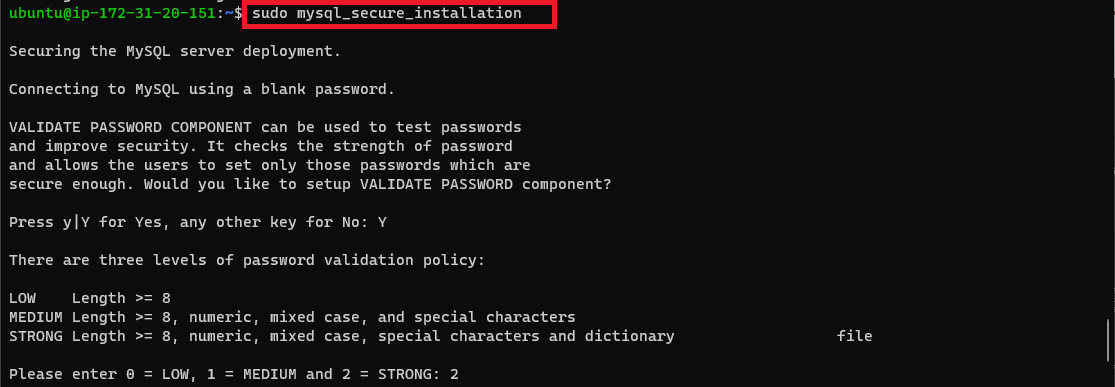 ubuntu@ip-172-31-20-151:~$ sudo mysql_secure_installation
Securing the MySQL server deployment.
Connecting to MySQL using a blank password.
VALIDATE PASSWORD COMPONENT can be used to test passwords
and improve security. It checks the strength of password
and allows the users to set only those passwords which are
secure enough. Would you like to setup VALIDATE PASSWORD component?
Press y|Y for Yes, any other key for No: Y
There are three levels of password validation policy:
LOW    Length >= 8
MEDIUM Length >= 8, numeric, mixed case, and special characters
STRONG Length >= 8, numeric, mixed case, special characters and dictionary                  file
Please enter 0 = LOW, 1 = MEDIUM and 2 = STRONG: 2